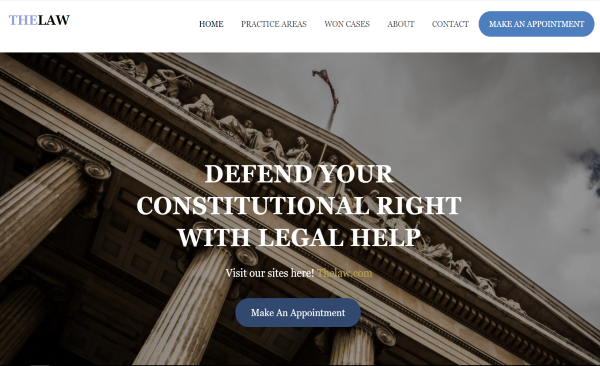 THELAW
HOME PRACTICE AREAS WON CASES ABOUT CONTACT MAKE AN APPOINTMENT
DEFEND YOUR
CONSTITUTIONAL RIGHT
WITH LEGAL HELP
Visit our sites here! Thelaw.com
Make An Appointment